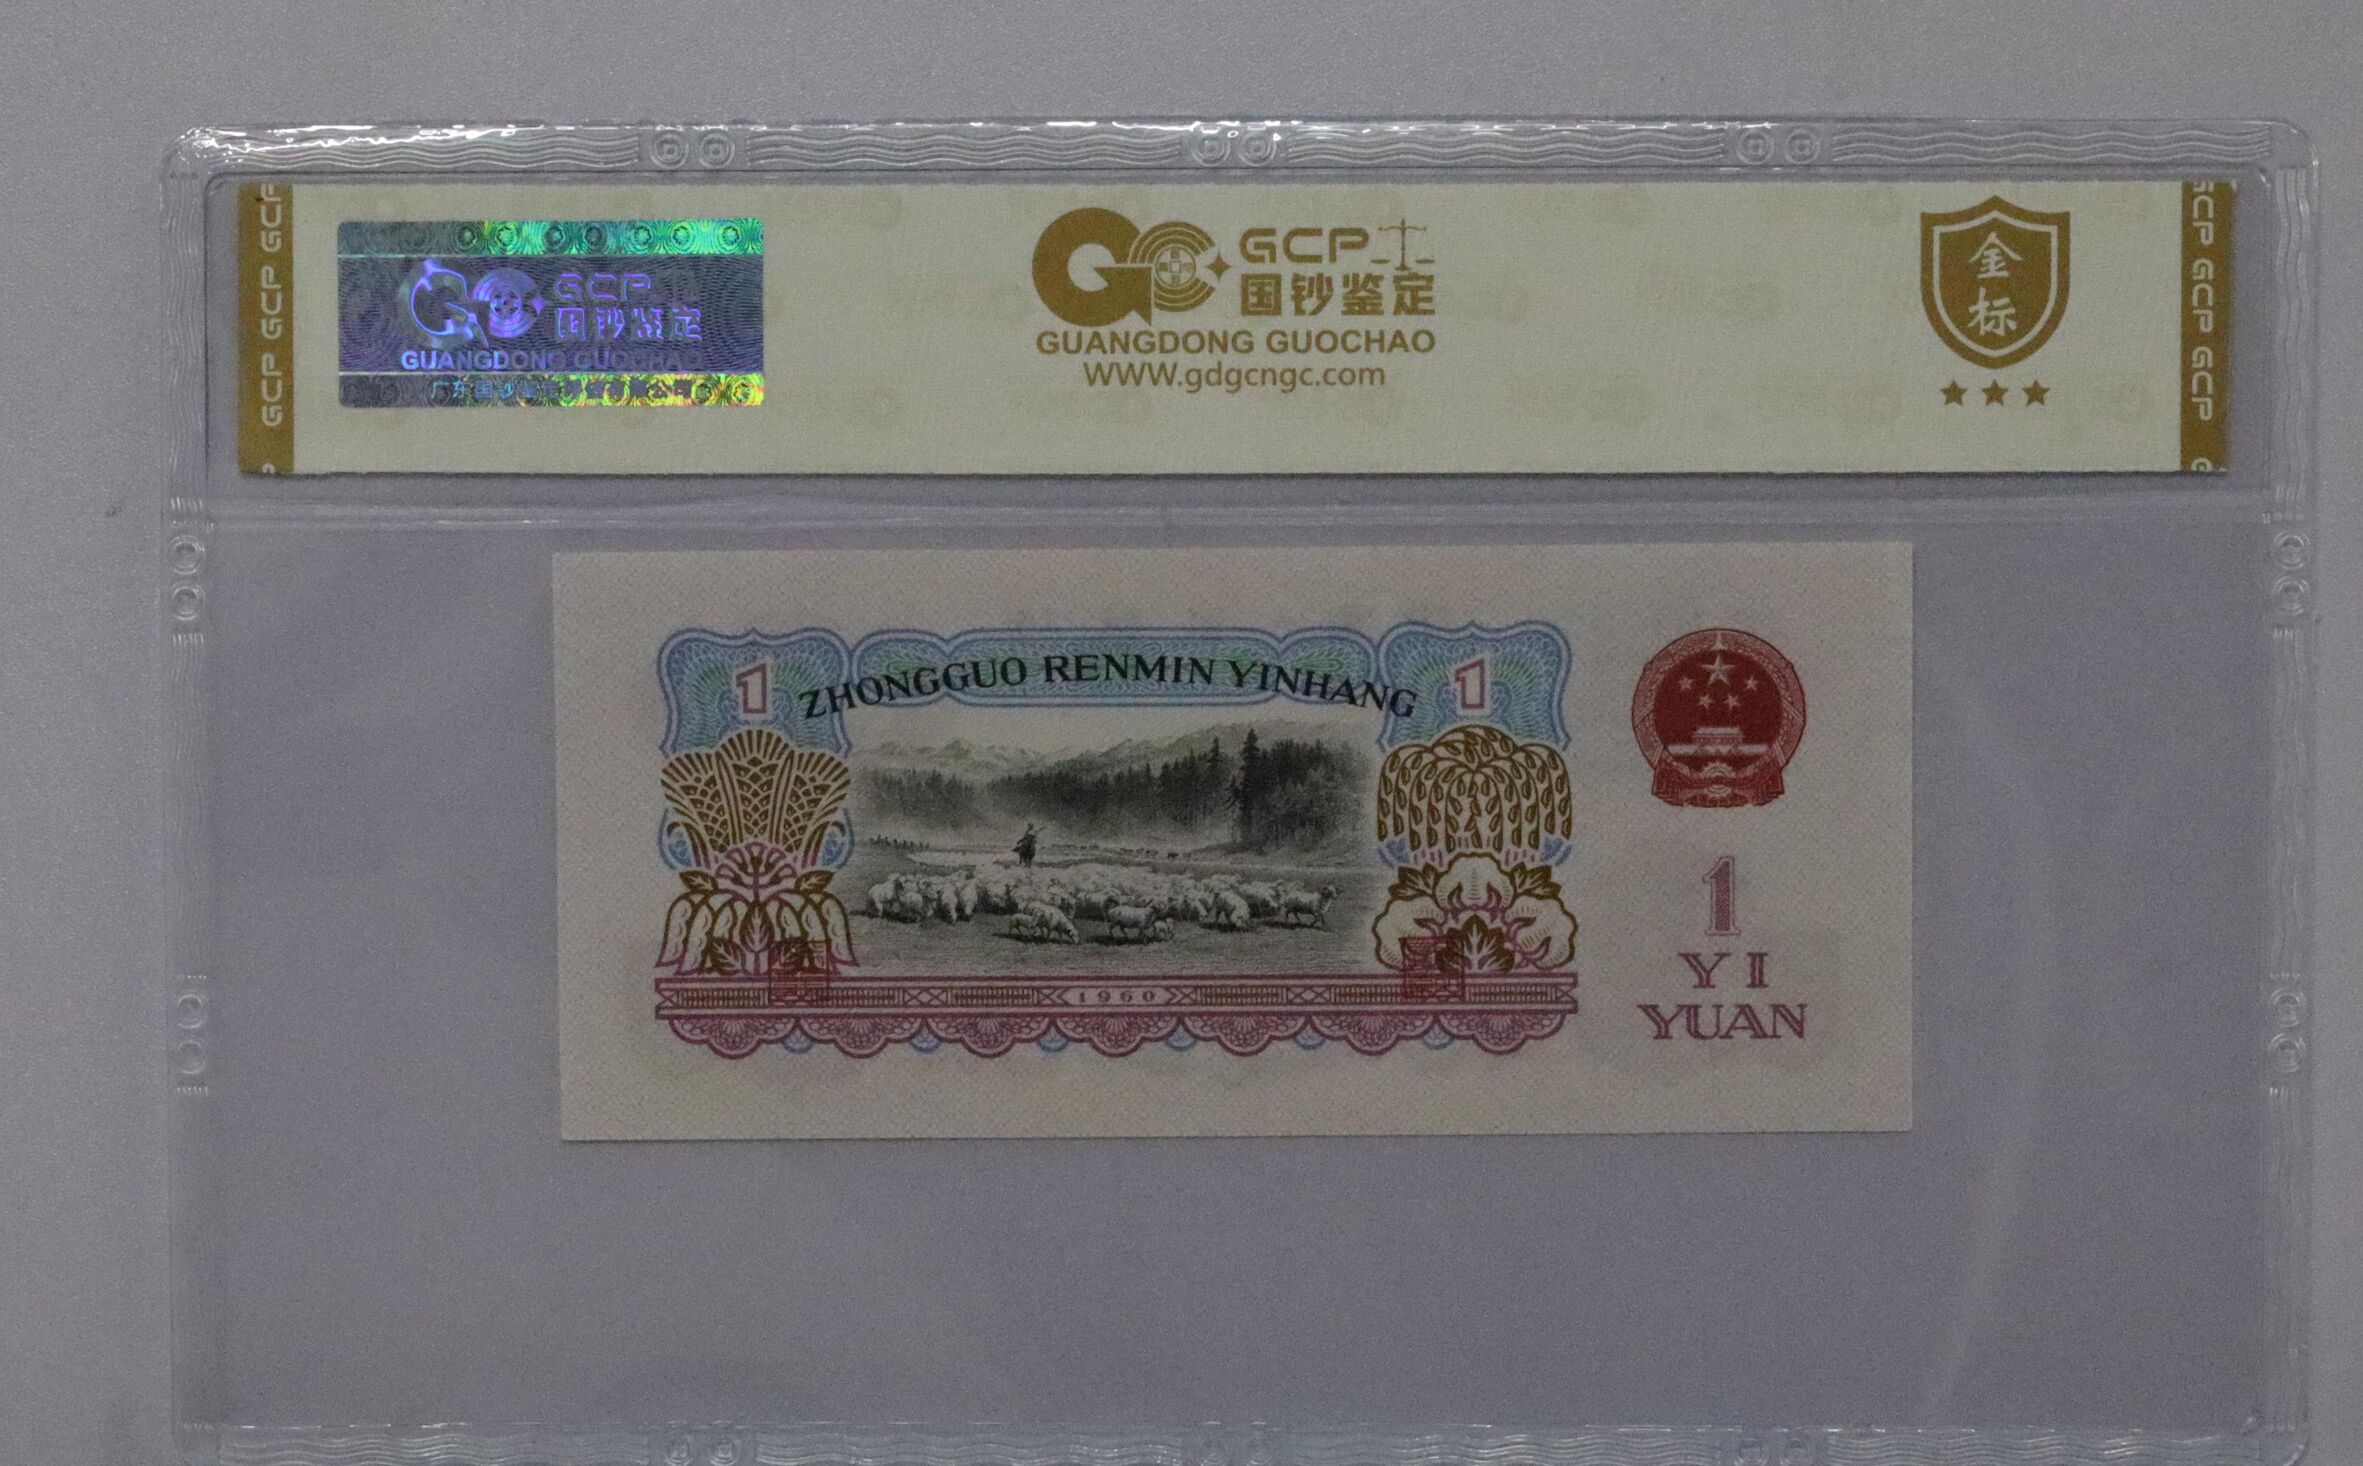 GCP GCP GCP
GCP
国钞鉴定
GUANGDONG GUOCHAO
GCP
国钞鉴定
GUANGDONG GUOCHAO
www.gdgcngc.com
金
标
GCP GCP GCP
1
ZHONGGUO RENMIN YINHANG
1
1960
1
YI
YUAN